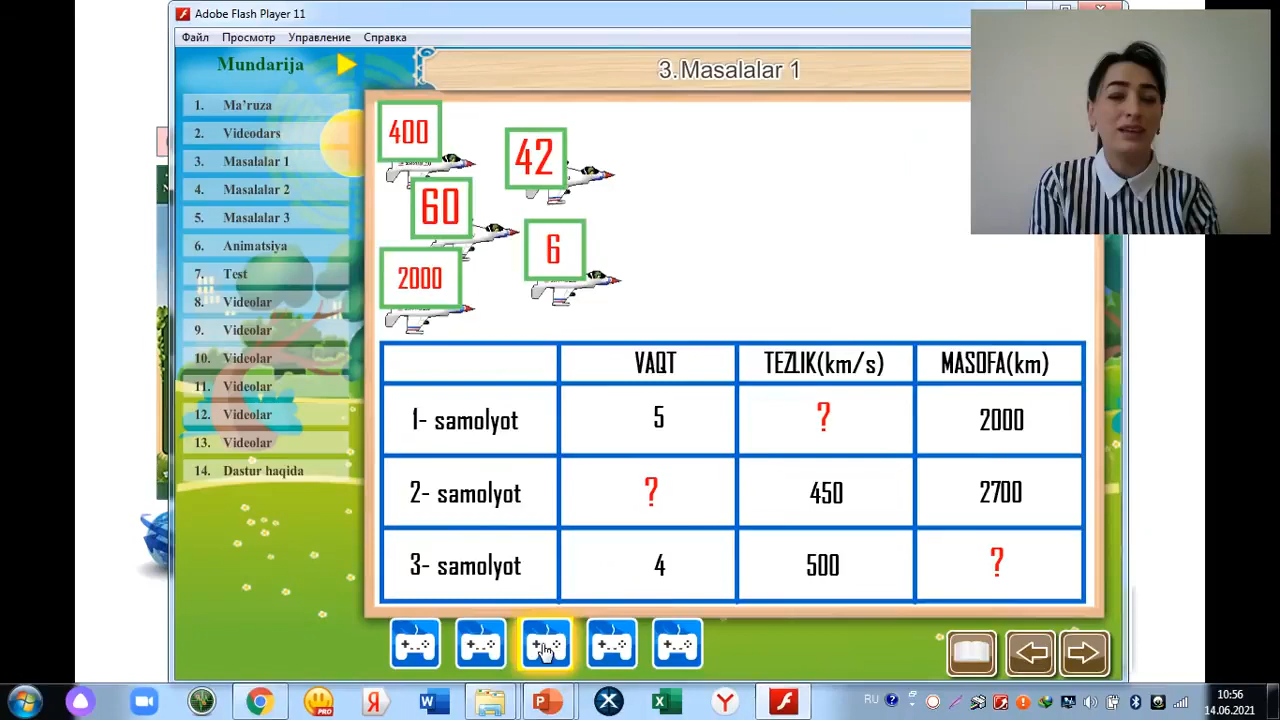 Adobe Flash Player 11
Файл Просмотр Управление Справка
Mundarija
1. Ma'ruza
2. Videodars
3. Masalalar 1
4. Masalalar 2
5. Masalalar 3
6. Animatsiya
7. Test
8. Videolar
9. Videolar
10. Videolar
11. Videolar
12. Videolar
13. Videolar
14. Dastur haqida
3.Masalalar 1
400
42
60
6
2000
VAQT TEZLIK(km/s) MASOFA(km)
1- samolyot 5 ? 2000
2- samolyot ? 450 2700
3- samolyot 4 500 ?
PRO
RU
10:56
14.06.2021